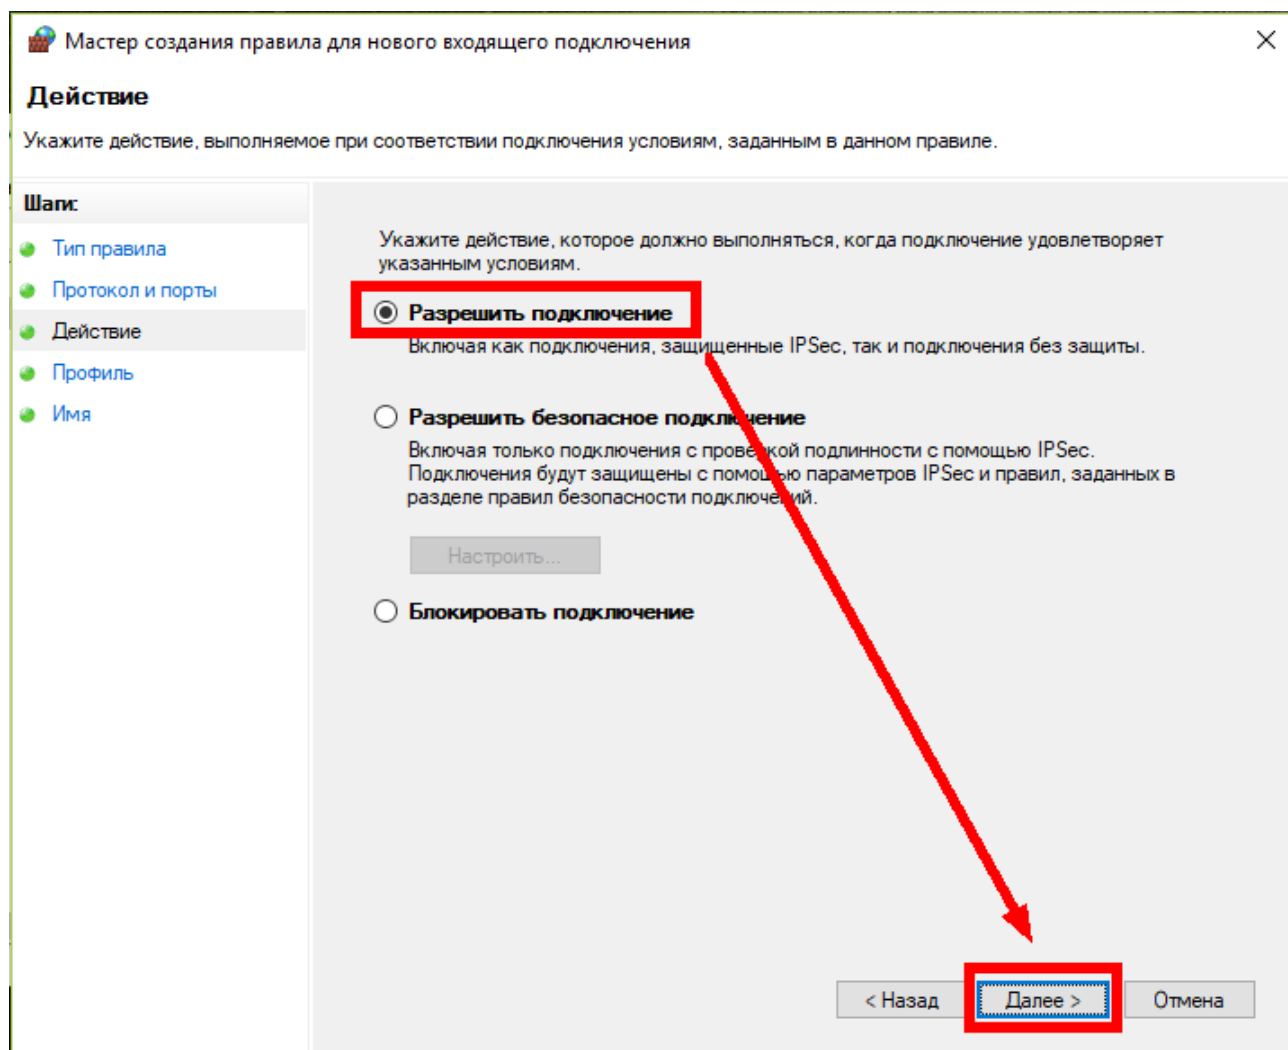 Мастер создания правила для нового входящего подключения
Действие
Укажите действие, выполняемое при соответствии подключения условиям, заданным в данном правиле.
Шаги:
Тип правила
Протокол и порты
Действие
Профиль
Имя
Укажите действие, которое должно выполняться, когда подключение удовлетворяет
указанным условиям.
Разрешить подключение
Включая как подключения, защищенные IPSec, так и подключения без защиты.
Разрешить безопасное подключение
Включая только подключения с проверкой подлинности с помощью IPSec.
Подключения будут защищены с помощью параметров IPSec и правил, заданных в
разделе правил безопасности подключений.
Настроить...
Блокировать подключение
< Назад
Далее >
Отмена